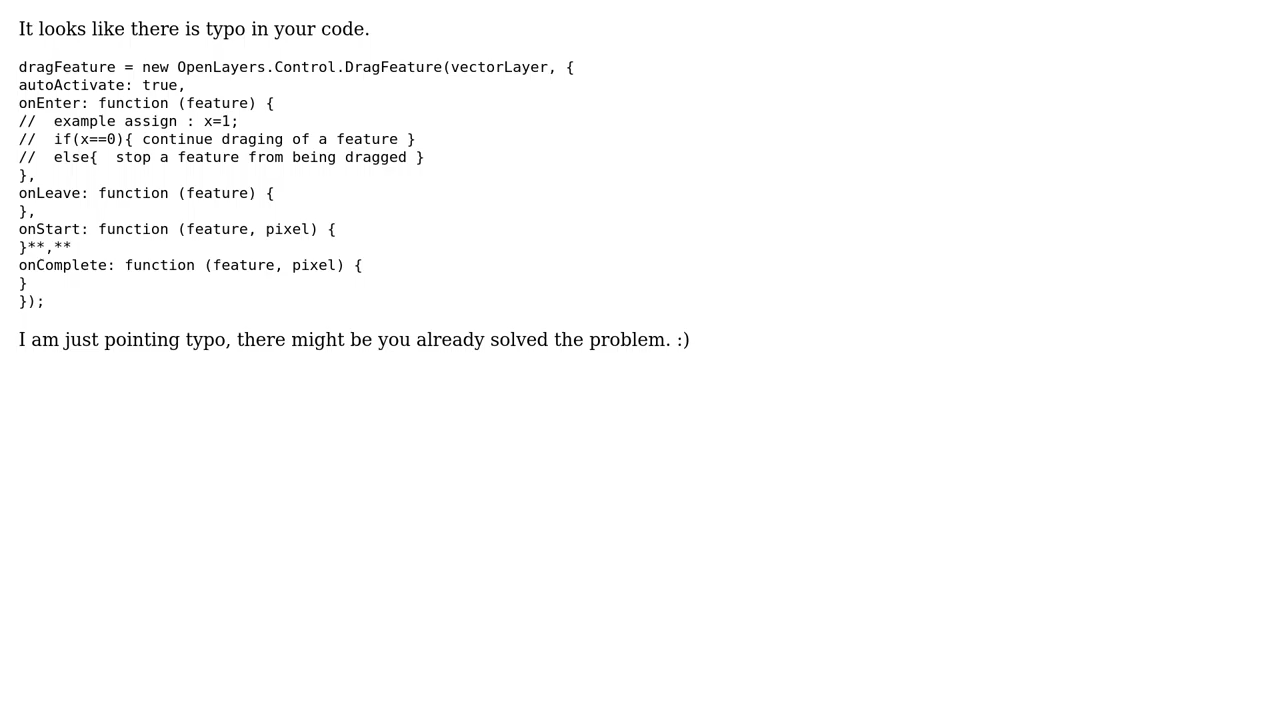 It looks like there is typo in your code.
dragFeature = new OpenLayers.Control.DragFeature(vectorLayer, {
autoActivate: true,
onEnter: function (feature) {
//  example assign : x=1;
//  if(x==0){ continue draging of a feature }
//  else{  stop a feature from being dragged }
},
onLeave: function (feature) {
},
onStart: function (feature, pixel) {
}**,**
onComplete: function (feature, pixel) {
}
});
I am just pointing typo, there might be you already solved the problem. :)